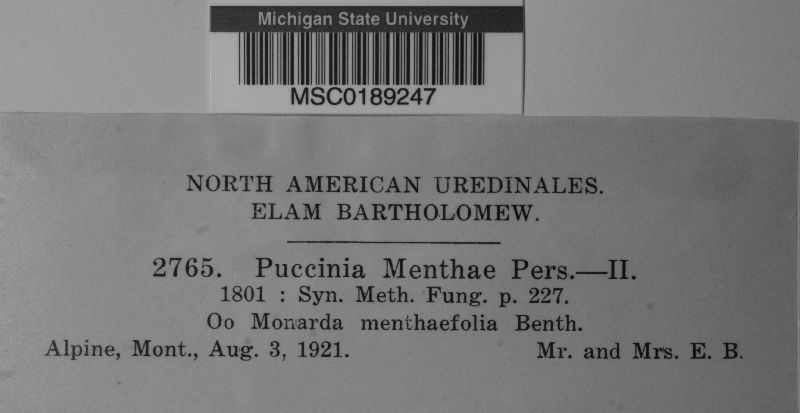 Michigan State University
MSC0189247
NORTH AMERICAN UREDINALES.
ELAM BARTHOLOMEW.
2765. Puccinia Menthae Pers.—II.
1801 : Syn. Meth. Fung. p. 227.
Oo Monarda menthaefolia Benth.
Alpine, Mont., Aug. 3, 1921. Mr. and Mrs. E. B.